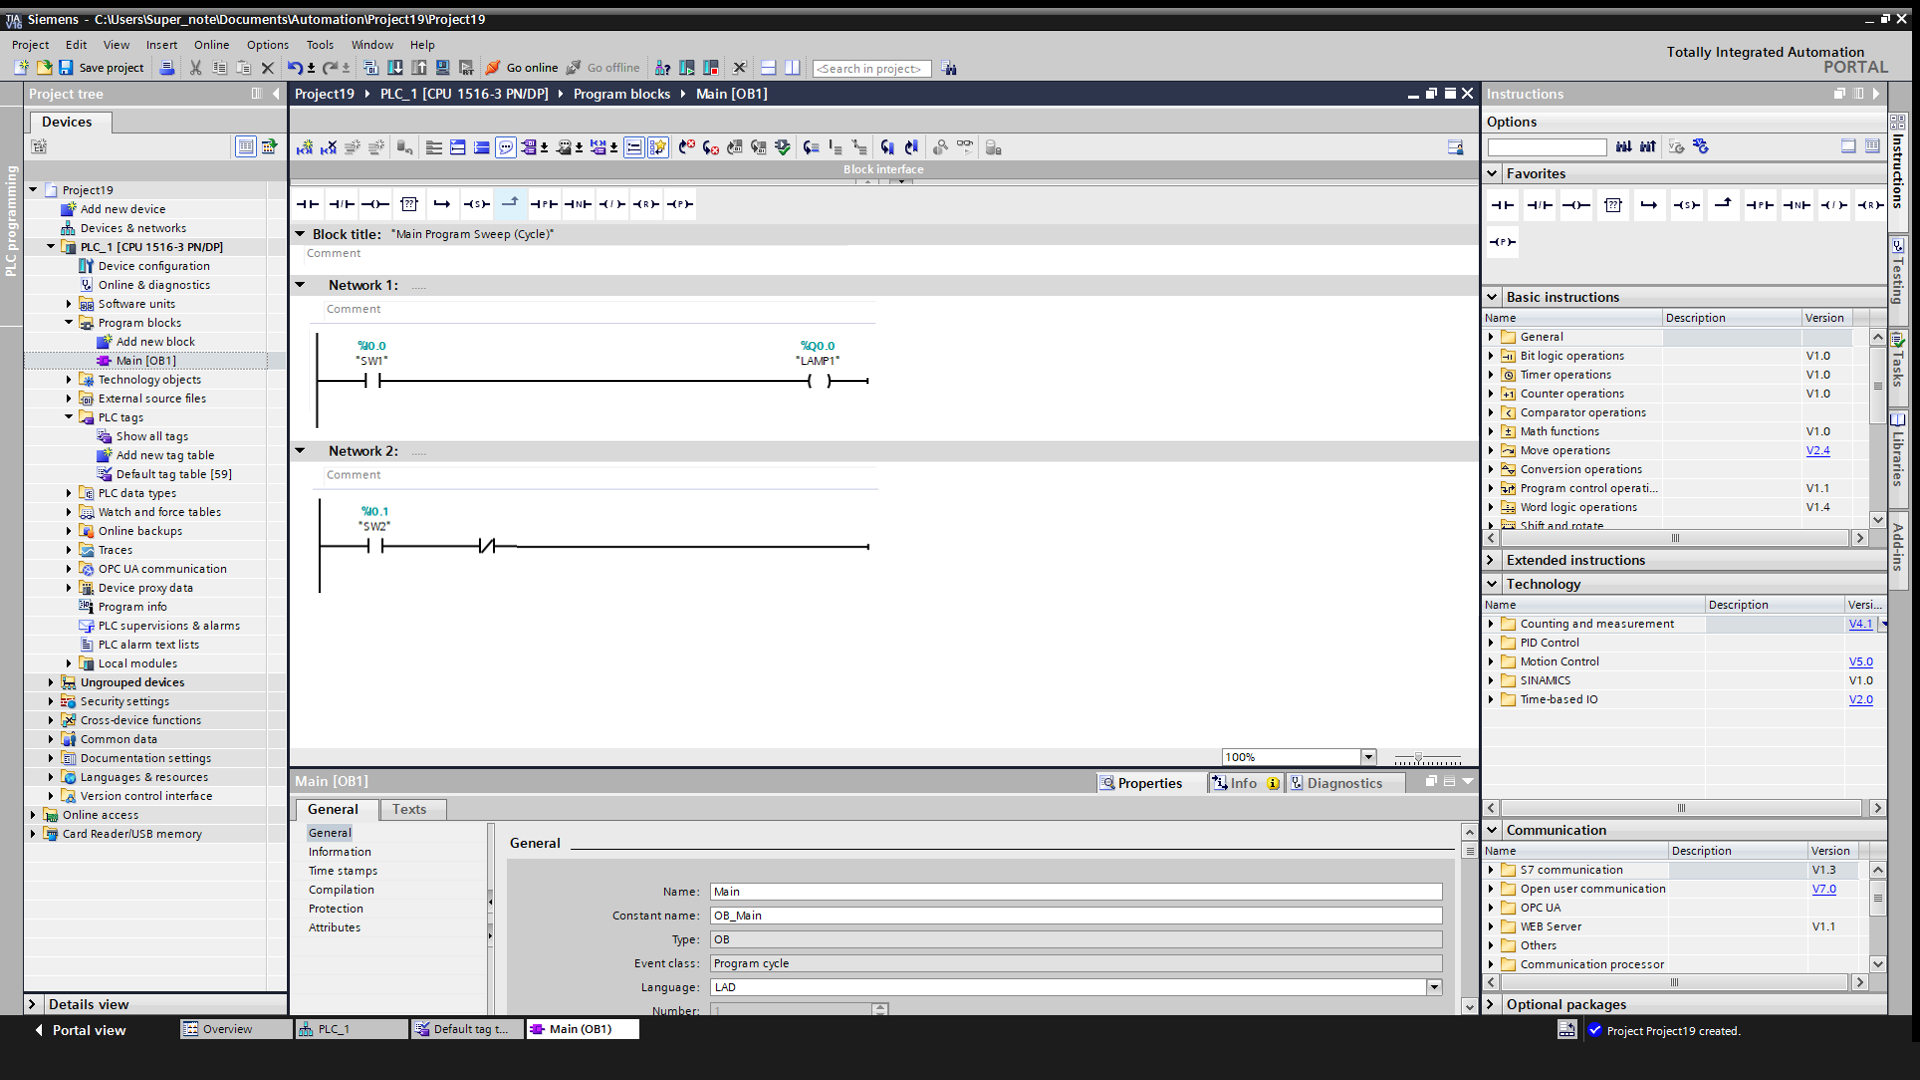 Siemens - C:\Users\Super_note\Documents\Automation\Project19\Project19
Project Edit View Insert Online Options Tools Window Help
Totally Integrated Automation
PORTAL
Save project Go online Go offline <Search in project>
Project tree
Project19 PLC_1 [CPU 1516-3 PN/DP] Program blocks Main [OB1]
Instructions
Devices
Options
PLC programming
Block interface
Project19
Add new device
Devices & networks
PLC_1 [CPU 1516-3 PN/DP]
Device configuration
Online & diagnostics
Software units
Program blocks
Add new block
Main [OB1]
Technology objects
External source files
PLC tags
Show all tags
Add new tag table
Default tag table [59]
PLC data types
Watch and force tables
Online backups
Traces
OPC UA communication
Device proxy data
Program info
PLC supervisions & alarms
PLC alarm text lists
Local modules
Ungrouped devices
Security settings
Cross-device functions
Common data
Documentation settings
Languages & resources
Version control interface
Online access
Card Reader/USB memory
Details view
Block title: "Main Program Sweep (Cycle)"
Comment
Network 1: .....
Comment
%I0.0
"SW1"
%Q0.0
"LAMP1"
Network 2: .....
Comment
%I0.1
"SW2"
100%
Main [OB1]
Properties Info Diagnostics
General Texts
General
Information
Time stamps
Compilation
Protection
Attributes
General
Name: Main
Constant name: OB_Main
Type: OB
Event class: Program cycle
Language: LAD
Number: 1
Favorites
Basic instructions
Name Description Version
General
Bit logic operations V1.0
Timer operations V1.0
Counter operations V1.0
Comparator operations
Math functions V1.0
Move operations V2.4
Conversion operations
Program control operati... V1.1
Word logic operations V1.4
Shift and rotate
Extended instructions
Technology
Name Description Versi...
Counting and measurement V4.1
PID Control
Motion Control V5.0
SINAMICS V1.0
Time-based IO V2.0
Communication
Name Description Version
S7 communication V1.3
Open user communication V7.0
OPC UA
WEB Server V1.1
Others
Communication processor
Optional packages
Instructions
Testing
Tasks
Libraries
Add-ins
Portal view Overview PLC_1 Default tag t... Main (OB1) Project Project19 created.